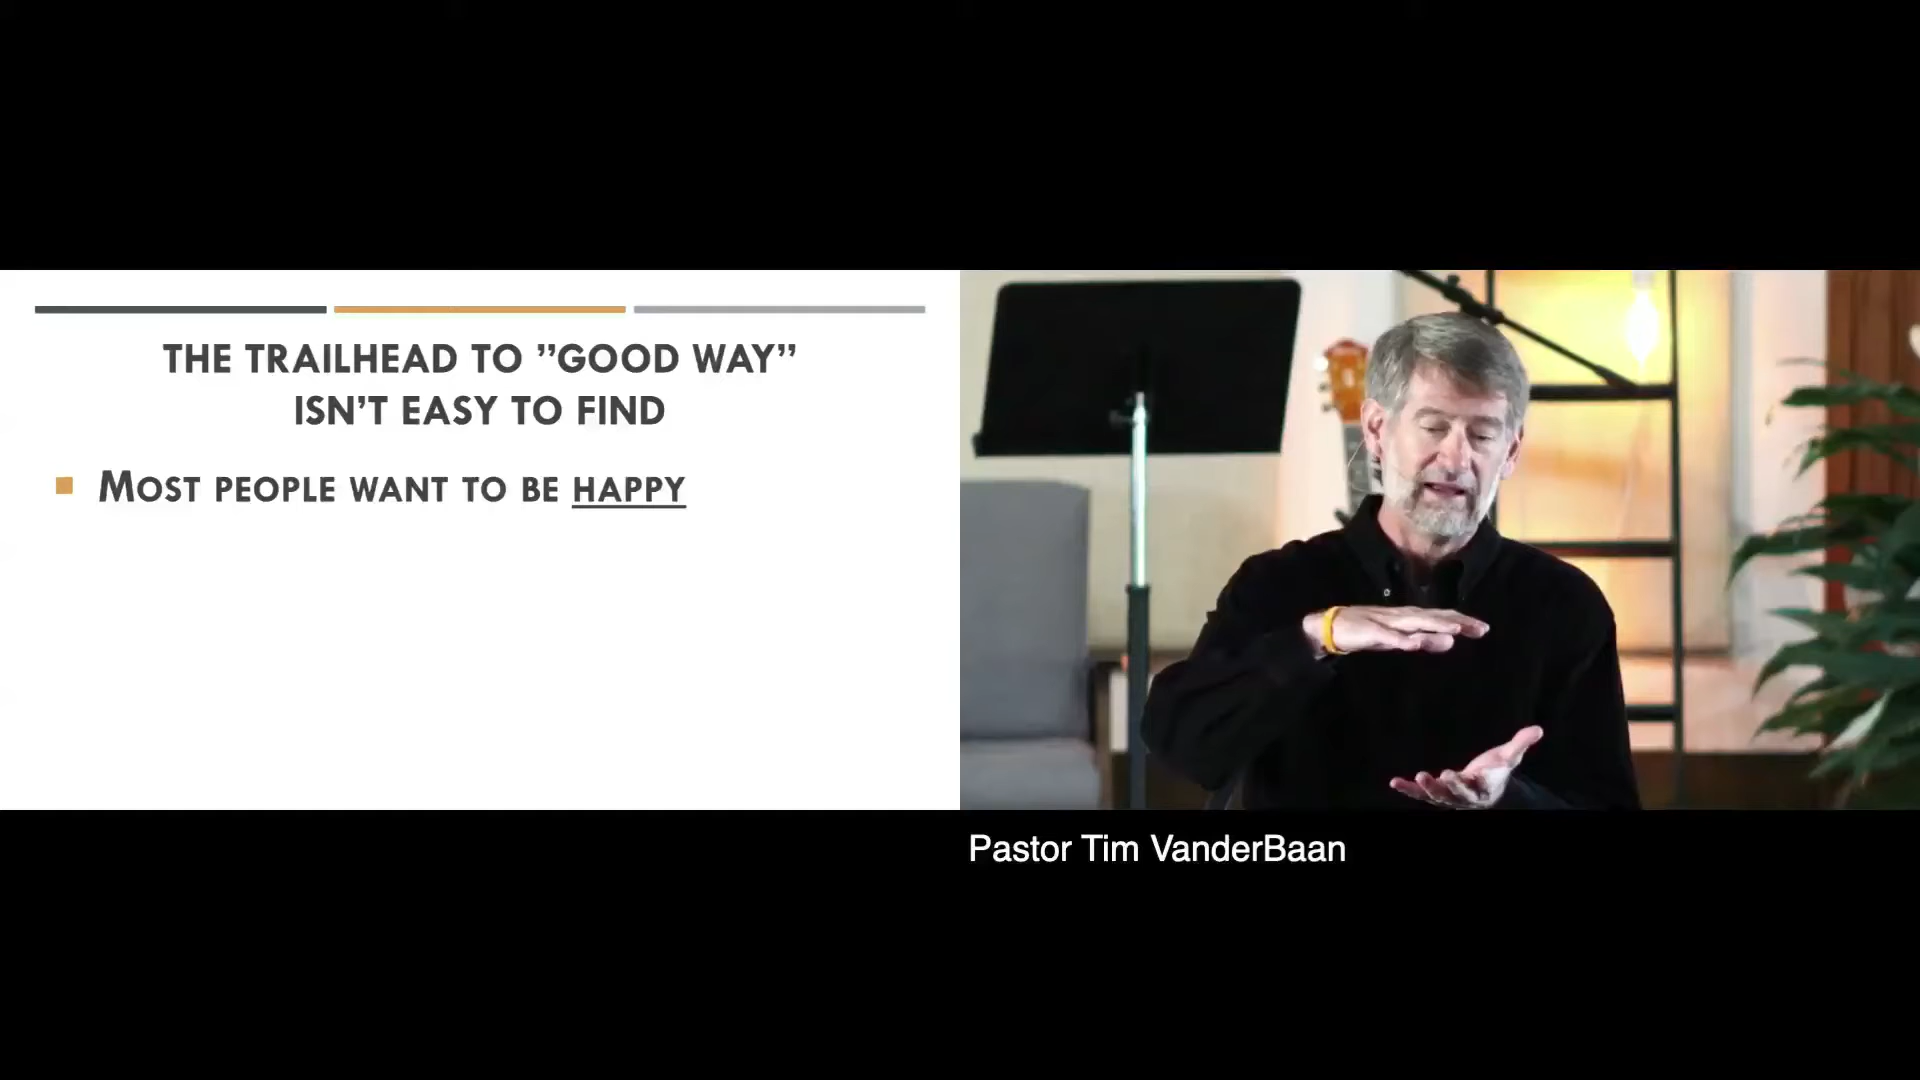 THE TRAILHEAD TO ”GOOD WAY”
ISN’T EASY TO FIND
MOST PEOPLE WANT TO BE HAPPY
Pastor Tim VanderBaan